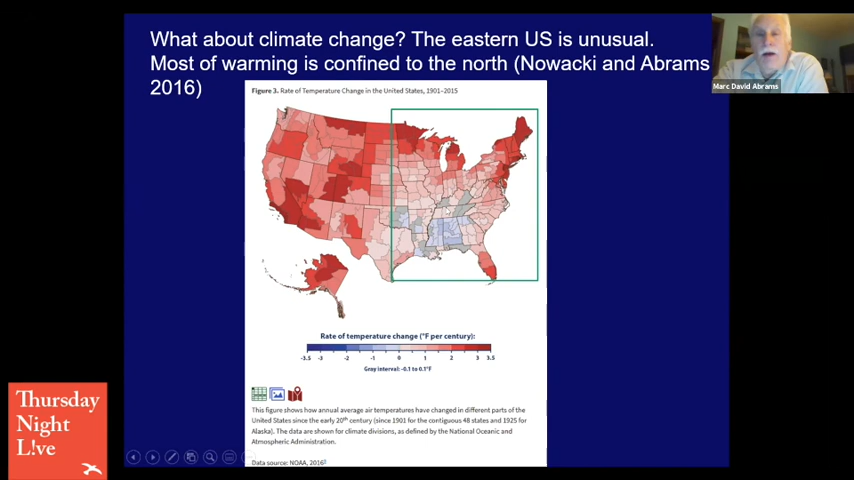 What about climate change? The eastern US is unusual.
Most of warming is confined to the north (Nowacki and Abrams
2016)
Marc David Abrams
Figure 3. Rate of Temperature Change in the United States, 1901–2015
Rate of temperature change (°F per century):
-3.5 -3 -2 -1 0 1 2 3 3.5
Gray interval: -0.1 to 0.1°F
This figure shows how annual average air temperatures have changed in different parts of the
United States since the early 20th century (since 1901 for the contiguous 48 states and 1925 for
Alaska). The data are shown for climate divisions, as defined by the National Oceanic and
Atmospheric Administration.
Data source: NOAA, 2016
Thursday
Night
L!ve